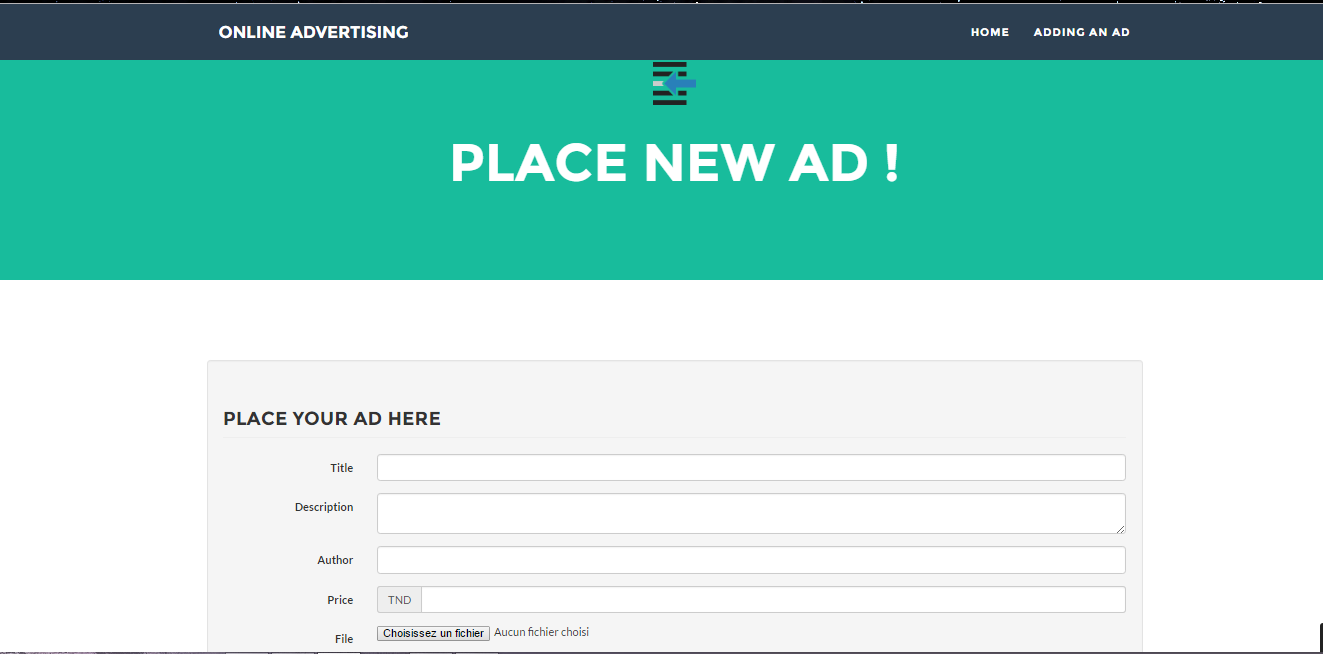 ONLINE ADVERTISING HOME ADDING AN AD
PLACE NEW AD !
PLACE YOUR AD HERE
Title
Description
Author
Price TND
File Choisissez un fichier Aucun fichier choisi